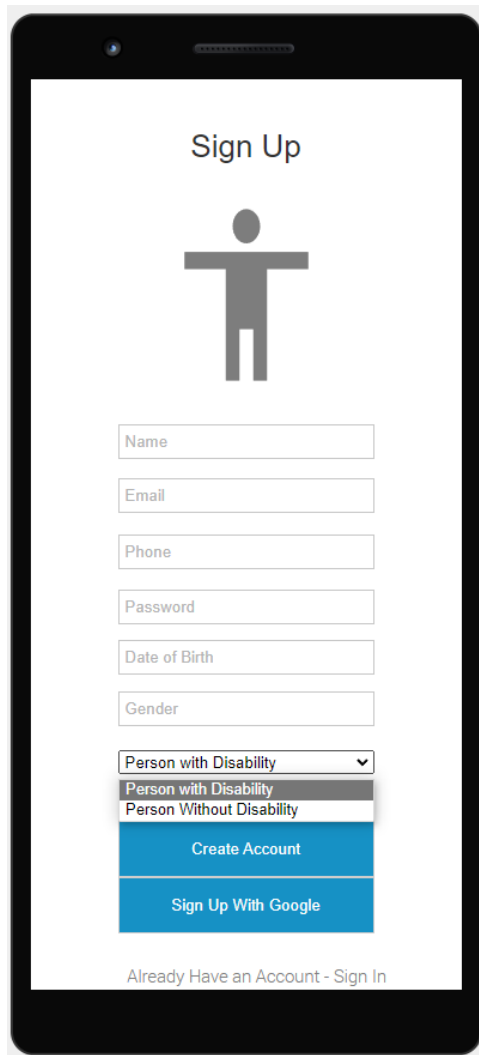 Sign Up
Name
Email
Phone
Password
Date of Birth
Gender
Person with Disability
Person with Disability
Person Without Disability
Create Account
Sign Up With Google
Already Have an Account - Sign In